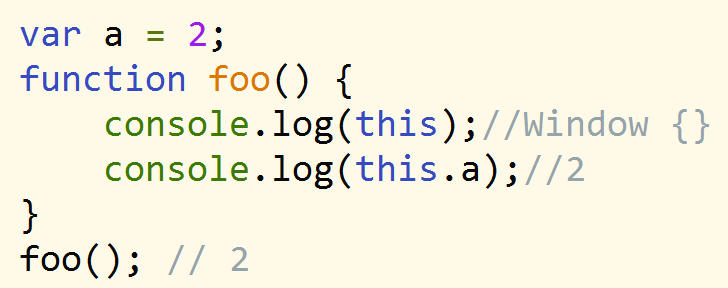 var a = 2;
function foo() {
    console.log(this);//Window {}
    console.log(this.a);//2
}
foo(); // 2